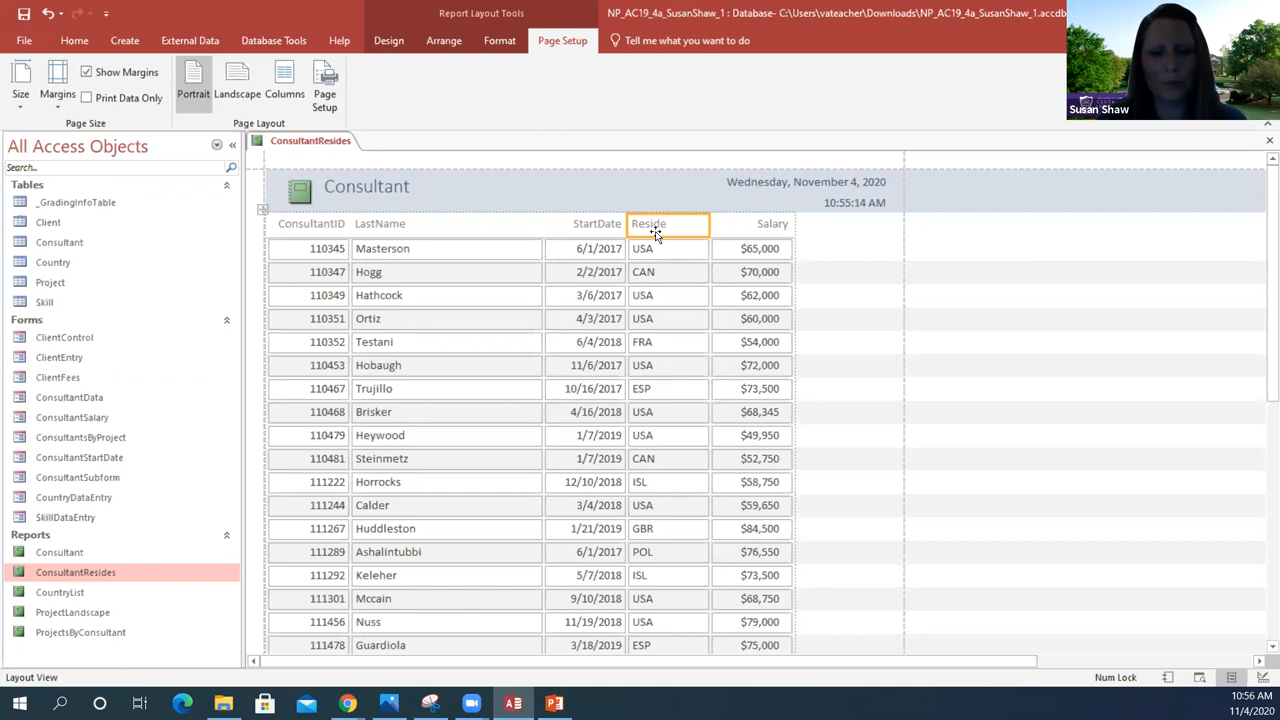 Report Layout Tools
NP_AC19_4a_SusanShaw_1 : Database- C:\Users\vateacher\Downloads\NP_AC19_4a_SusanShaw_1.accdb
File Home Create External Data Database Tools Help Design Arrange Format Page Setup Tell me what you want to do
Size Margins Show Margins Print Data Only Portrait Landscape Columns Page Setup
Page Size Page Layout
Susan Shaw
All Access Objects
Search...
Tables
_GradingInfoTable
Client
Consultant
Country
Project
Skill
Forms
ClientControl
ClientEntry
ClientFees
ConsultantData
ConsultantSalary
ConsultantsByProject
ConsultantStartDate
ConsultantSubform
CountryDataEntry
SkillDataEntry
Reports
Consultant
ConsultantResides
CountryList
ProjectLandscape
ProjectsByConsultant
ConsultantResides
Consultant
Wednesday, November 4, 2020
10:55:14 AM
ConsultantID LastName StartDate Reside Salary
110345 Masterson 6/1/2017 USA $65,000
110347 Hogg 2/2/2017 CAN $70,000
110349 Hathcock 3/6/2017 USA $62,000
110351 Ortiz 4/3/2017 USA $60,000
110352 Testani 6/4/2018 FRA $54,000
110453 Hobaugh 11/6/2017 USA $72,000
110467 Trujillo 10/16/2017 ESP $73,500
110468 Brisker 4/16/2018 USA $68,345
110479 Heywood 1/7/2019 USA $49,950
110481 Steinmetz 1/7/2019 CAN $52,750
111222 Horrocks 12/10/2018 ISL $58,750
111244 Calder 3/4/2018 USA $59,650
111267 Huddleston 1/21/2019 GBR $84,500
111289 Ashalintubbi 6/1/2017 POL $76,550
111292 Keleher 5/7/2018 ISL $73,500
111301 Mccain 9/10/2018 USA $68,750
111456 Nuss 11/19/2018 USA $79,000
111478 Guardiola 3/18/2019 ESP $75,000
Layout View
Num Lock
10:56 AM
11/4/2020